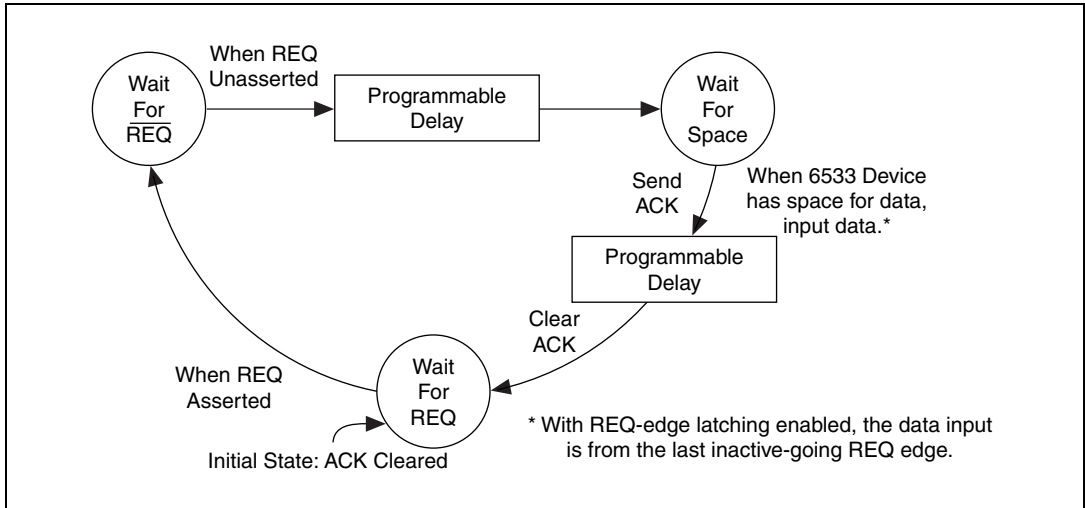 When REQ
Unasserted
Wait
For
REQ
Programmable
Delay
Wait
For
Space
Send
ACK
When 6533 Device
has space for data,
input data.*
Programmable
Delay
Clear
ACK
Wait
For
REQ
When REQ
Asserted
Initial State: ACK Cleared
* With REQ-edge latching enabled, the data input
is from the last inactive-going REQ edge.